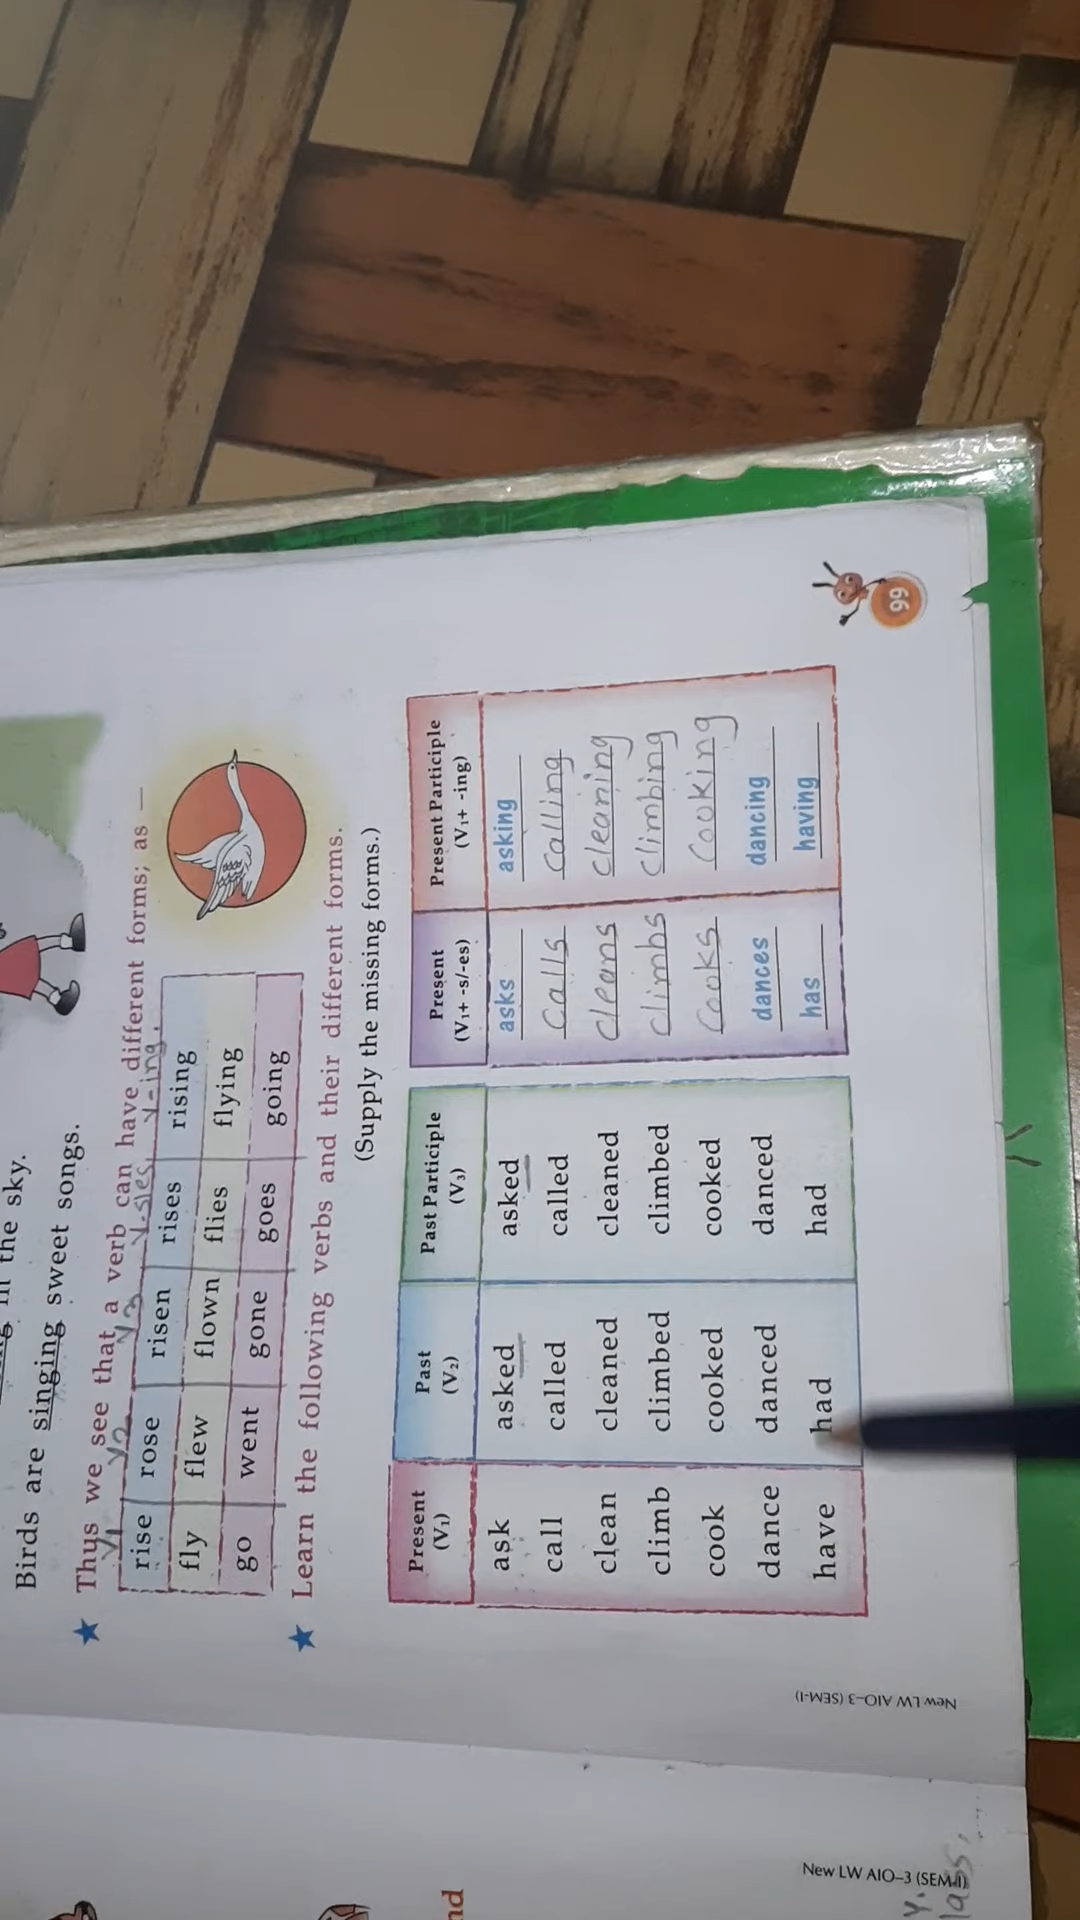 in the sky.
Birds are singing sweet songs.
★ Thus we see that a verb can have different forms; as —
V1 V2 V3 V-s/es V-ing.
rise rose risen rises rising
fly flew flown flies flying
go went gone goes going
★ Learn the following verbs and their different forms.
(Supply the missing forms.)
Present (V₁) Past (V₂) Past Participle (V₃) Present (V₁+ -s/-es) Present Participle (V₁+ -ing)
ask asked asked asks asking
call called called calls calling
clean cleaned cleaned cleans cleaning
climb climbed climbed climbs climbing
cook cooked cooked cooks cooking
dance danced danced dances dancing
have had had has having
New LW AIO–3 (SEM-I)
99
New LW AIO–3 (SEM-I)